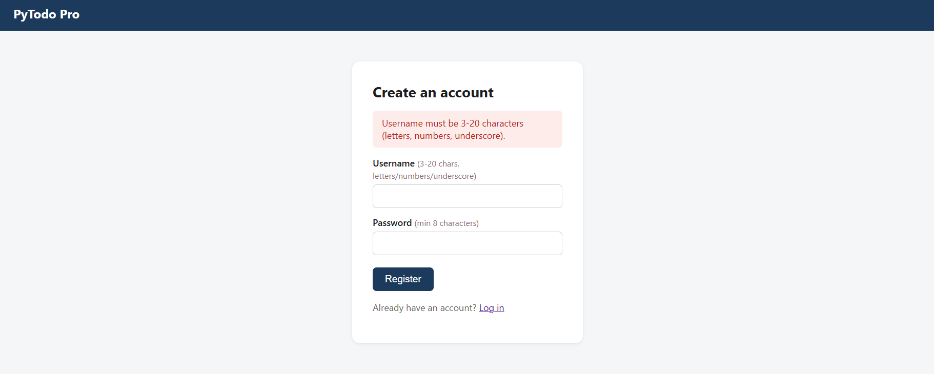 PyTodo Pro
Create an account
Username must be 3-20 characters
(letters, numbers, underscore).
Username (3-20 chars,
letters/numbers/underscore)
Password (min 8 characters)
Register
Already have an account? Log in